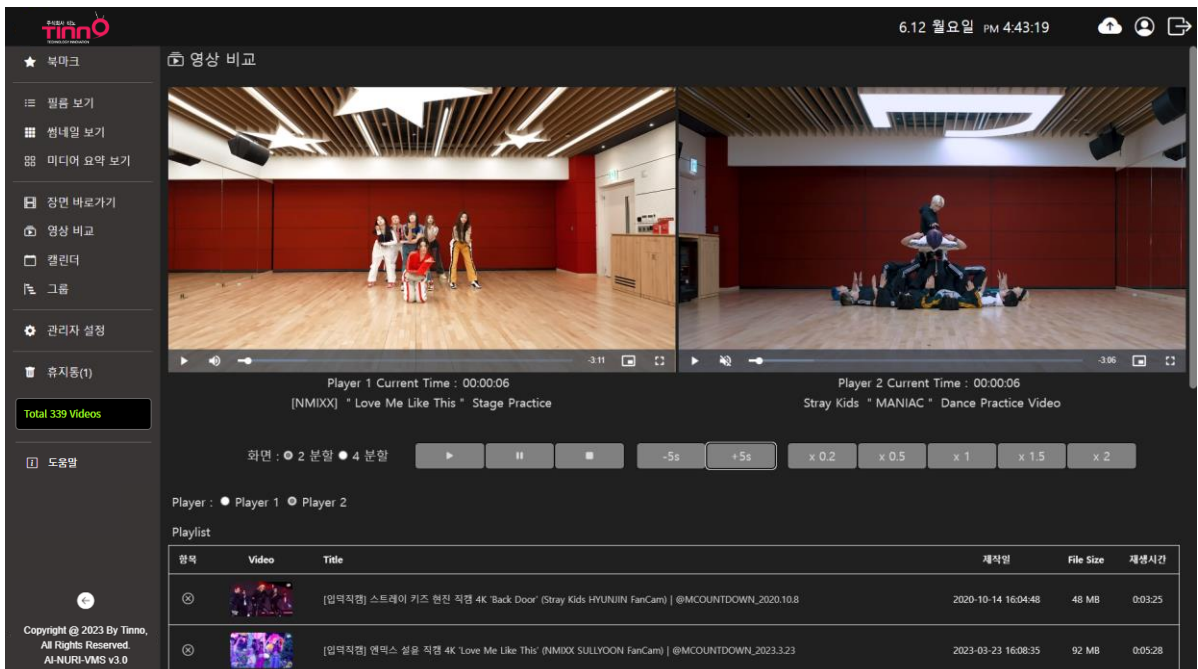 주식회사 티노
Tinno
TECHNOLOGY INNOVATION
6.12 월요일 PM 4:43:19
북마크
필름 보기
썸네일 보기
미디어 요약 보기
장면 바로가기
영상 비교
캘린더
그룹
관리자 설정
휴지통(1)
Total 339 Videos
도움말
Copyright @ 2023 By Tinno,
All Rights Reserved.
AI-NURI-VMS v3.0
영상 비교
-3:11
-3:06
Player 1 Current Time : 00:00:06
Player 2 Current Time : 00:00:06
[NMIXX] " Love Me Like This " Stage Practice
Stray Kids " MANIAC " Dance Practice Video
화면 : 2 분할 4 분할
-5s
+5s
x 0.2
x 0.5
x 1
x 1.5
x 2
Player : Player 1 Player 2
Playlist
항목 Video Title 제작일 File Size 재생시간
[입덕직캠] 스트레이 키즈 현진 직캠 4K 'Back Door' (Stray Kids HYUNJIN FanCam) | @MCOUNTDOWN_2020.10.8 2020-10-14 16:04:48 48 MB 0:03:25
[입덕직캠] 엔믹스 설윤 직캠 4K 'Love Me Like This' (NMIXX SULLYOON FanCam) | @MCOUNTDOWN_2023.3.23 2023-03-23 16:08:35 92 MB 0:05:28